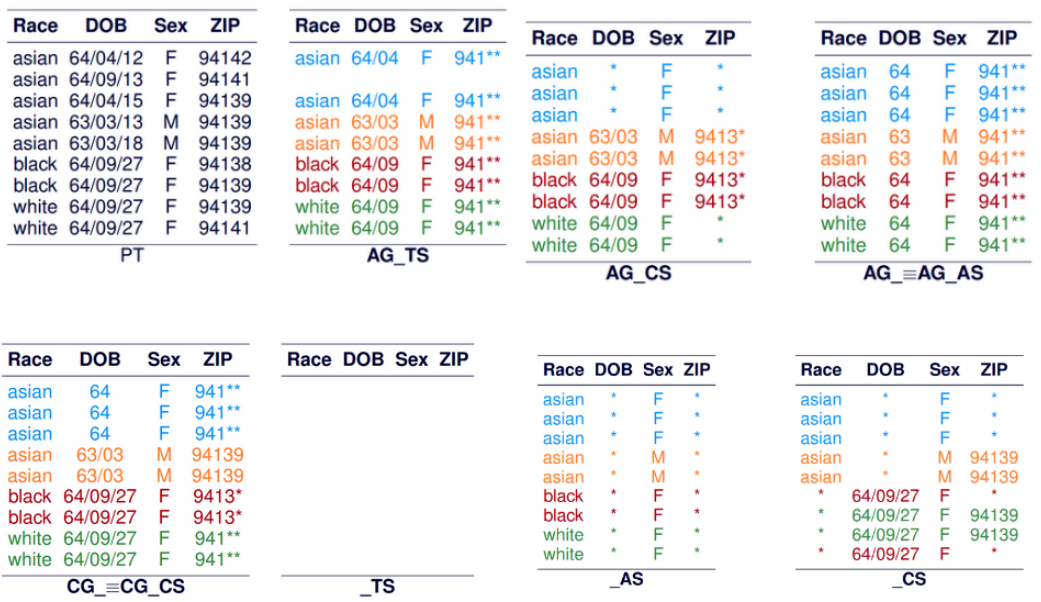 Race DOB Sex ZIP
asian 64/04/12 F 94142
asian 64/09/13 F 94141
asian 64/04/15 F 94139
asian 63/03/13 M 94139
asian 63/03/18 M 94139
black 64/09/27 F 94138
black 64/09/27 F 94139
white 64/09/27 F 94139
white 64/09/27 F 94141
PT
Race DOB Sex ZIP
asian 64/04 F 941**
asian 64/04 F 941**
asian 63/03 M 941**
asian 63/03 M 941**
black 64/09 F 941**
black 64/09 F 941**
white 64/09 F 941**
white 64/09 F 941**
AG_TS
Race DOB Sex ZIP
asian * F *
asian * F *
asian * F *
asian 63/03 M 9413*
asian 63/03 M 9413*
black 64/09 F 9413*
black 64/09 F 9413*
white 64/09 F *
white 64/09 F *
AG_CS
Race DOB Sex ZIP
asian 64 F 941**
asian 64 F 941**
asian 64 F 941**
asian 63 M 941**
asian 63 M 941**
black 64 F 941**
black 64 F 941**
white 64 F 941**
white 64 F 941**
AG_≡AG_AS
Race DOB Sex ZIP
asian 64 F 941**
asian 64 F 941**
asian 64 F 941**
asian 63/03 M 94139
asian 63/03 M 94139
black 64/09/27 F 9413*
black 64/09/27 F 9413*
white 64/09/27 F 941**
white 64/09/27 F 941**
CG_≡CG_CS
Race DOB Sex ZIP
_TS
Race DOB Sex ZIP
asian * F *
asian * F *
asian * F *
asian * M *
asian * M *
black * F *
black * F *
white * F *
white * F *
_AS
Race DOB Sex ZIP
asian * F *
asian * F *
asian * F *
asian * M 94139
asian * M 94139
* 64/09/27 F *
* 64/09/27 F 94139
* 64/09/27 F 94139
* 64/09/27 F *
_CS